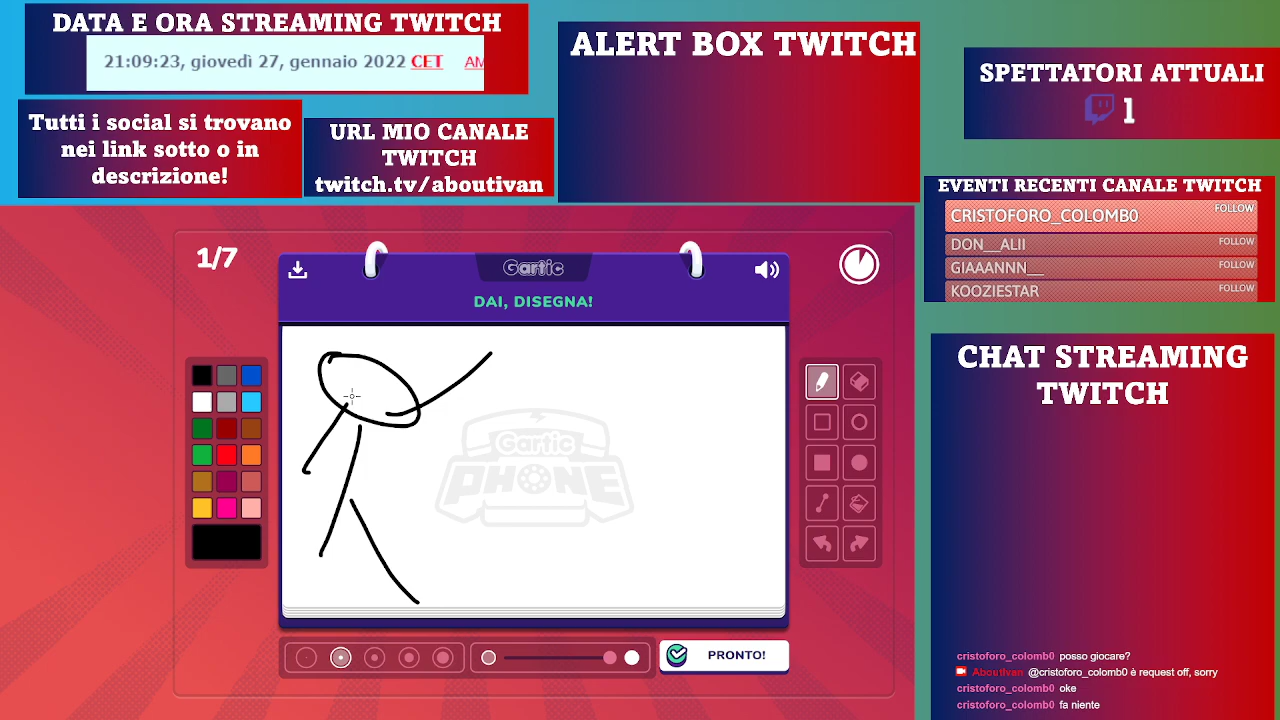 DATA E ORA STREAMING TWITCH
21:09:23, giovedì 27, gennaio 2022 CET AM
Tutti i social si trovano
nei link sotto o in
descrizione!
URL MIO CANALE
TWITCH
twitch.tv/aboutivan
ALERT BOX TWITCH
SPETTATORI ATTUALI
1
EVENTI RECENTI CANALE TWITCH
CRISTOFORO_COLOMB0 FOLLOW
DON__ALII FOLLOW
GIAAANNN__ FOLLOW
KOOZIESTAR FOLLOW
1/7
Gartic
DAI, DISEGNA!
Gartic
PHONE
PRONTO!
CHAT STREAMING
TWITCH
cristoforo_colomb0 posso giocare?
AboutIvan @cristoforo_colomb0 è request off, sorry
cristoforo_colomb0 oke
cristoforo_colomb0 fa niente